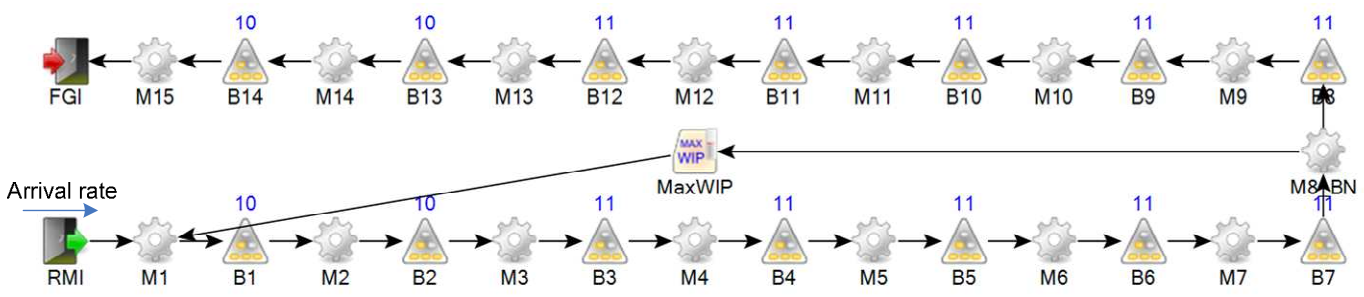 10 10 11 11 11 11 11
FGI M15 B14 M14 B13 M13 B12 M12 B11 M11 B10 M10 B9 M9 B8
MAX
WIP
MaxWIP
M8 BN
Arrival rate
10 10 11 11 11 11 11
RMI M1 B1 M2 B2 M3 B3 M4 B4 M5 B5 M6 B6 M7 B7